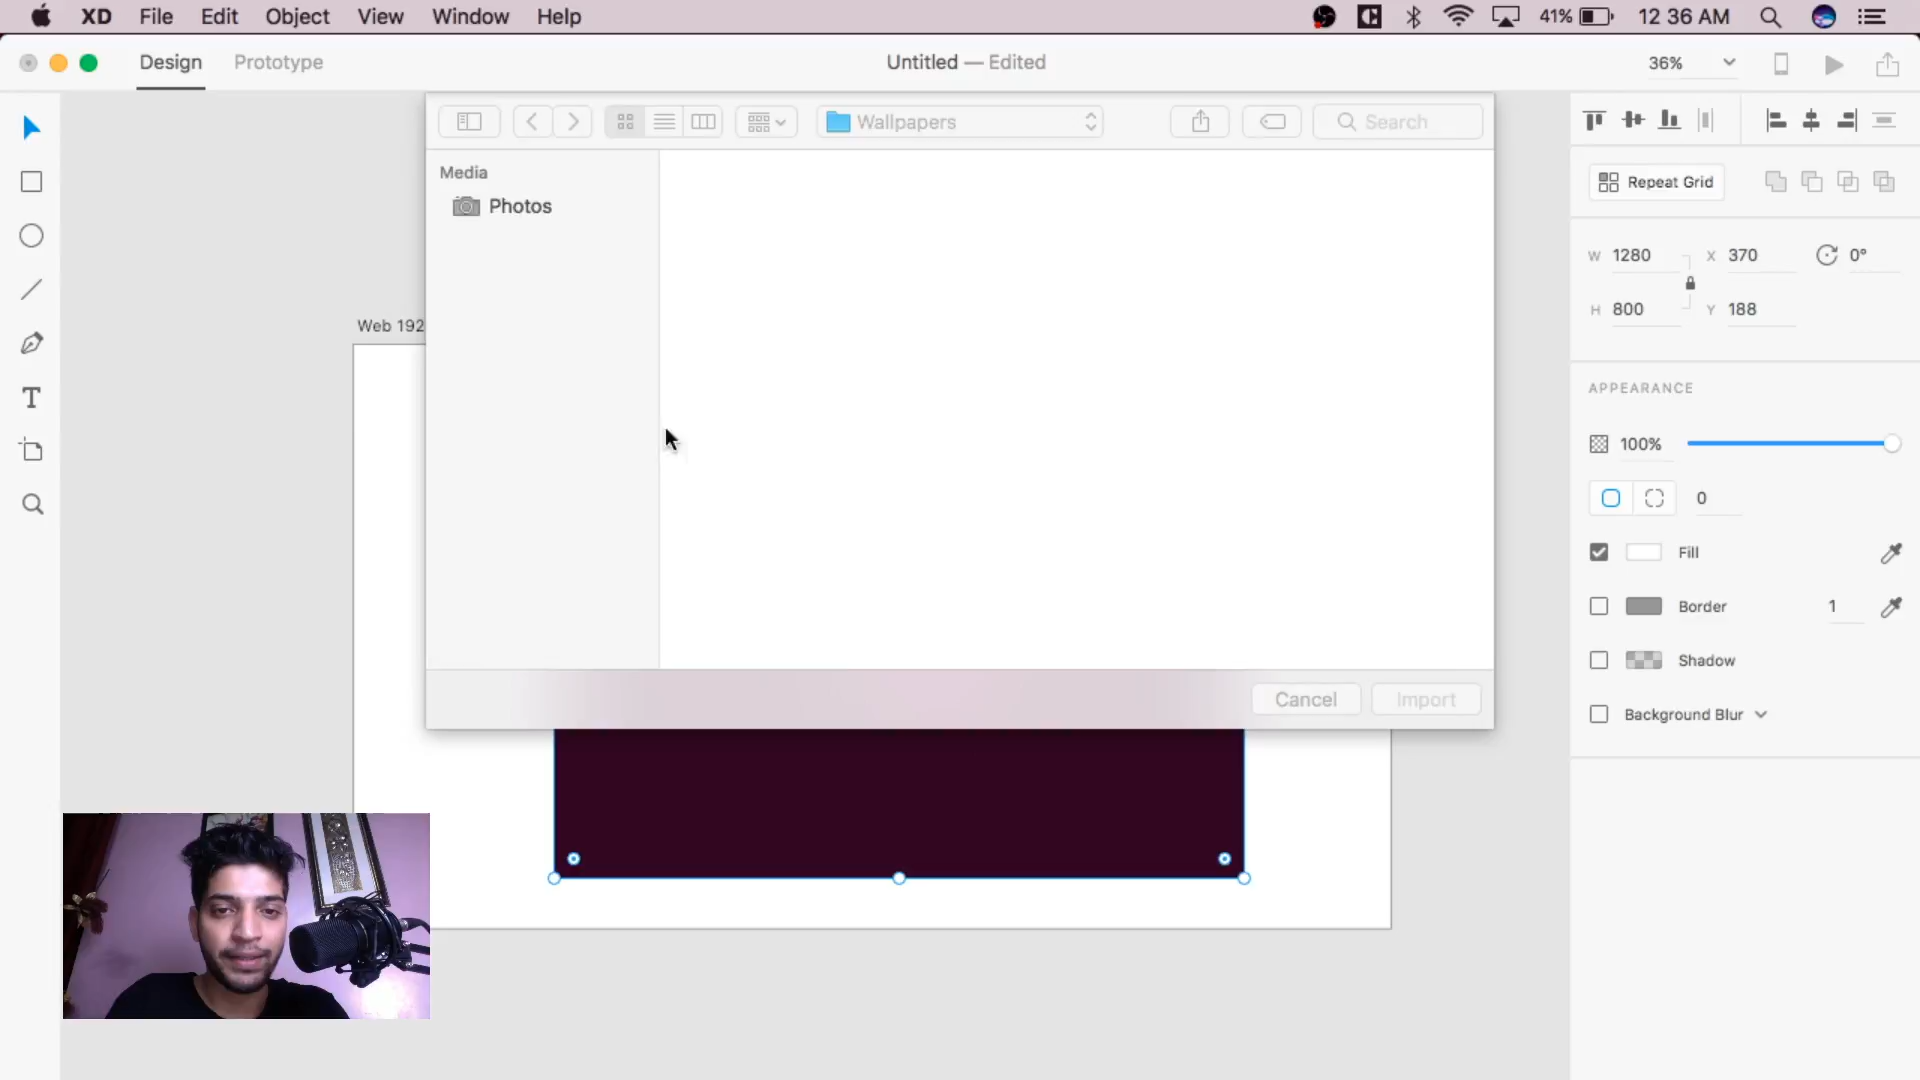 XD File Edit Object View Window Help 41% 12 36 AM
Design Prototype Untitled — Edited 36%
Wallpapers Search
Media
Photos
Web 192
Cancel Import
Repeat Grid
W 1280 X 370 0°
H 800 Y 188
APPEARANCE
100%
0
Fill
Border 1
Shadow
Background Blur